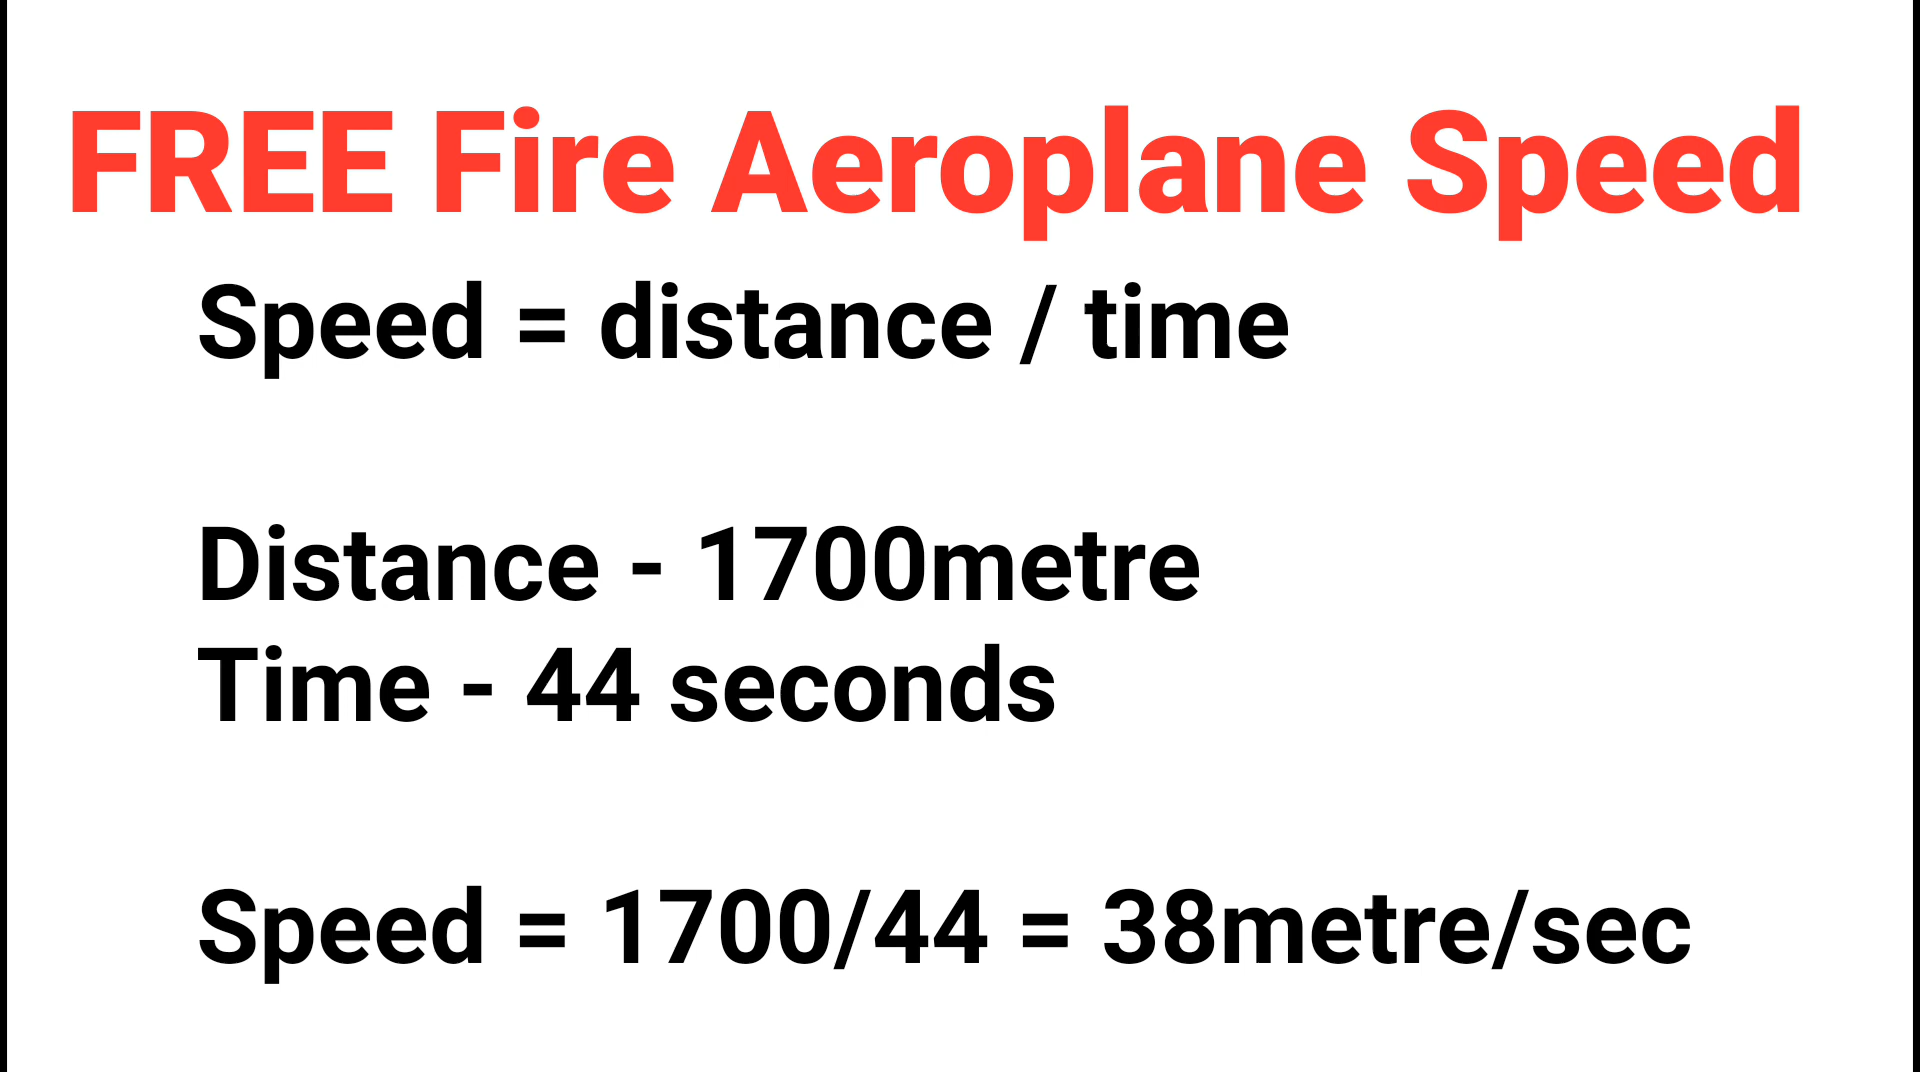 FREE Fire Aeroplane Speed
Speed = distance / time
Distance - 1700metre
Time - 44 seconds
Speed = 1700/44 = 38metre/sec